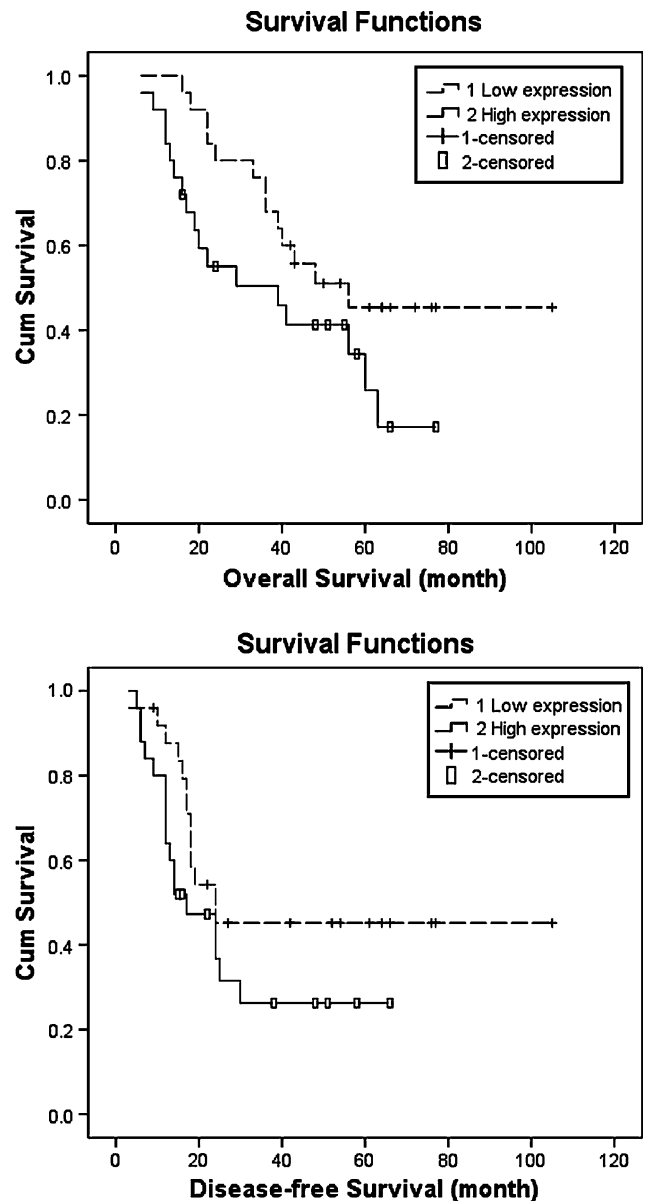 Survival Functions
1 Low expression
2 High expression
1-censored
2-censored
Cum Survival
1.0
0.8
0.6
0.4
0.2
0.0
0 20 40 60 80 100 120
Overall Survival (month)
Survival Functions
1 Low expression
2 High expression
1-censored
2-censored
Cum Survival
1.0
0.8
0.6
0.4
0.2
0.0
0 20 40 60 80 100 120
Disease-free Survival (month)